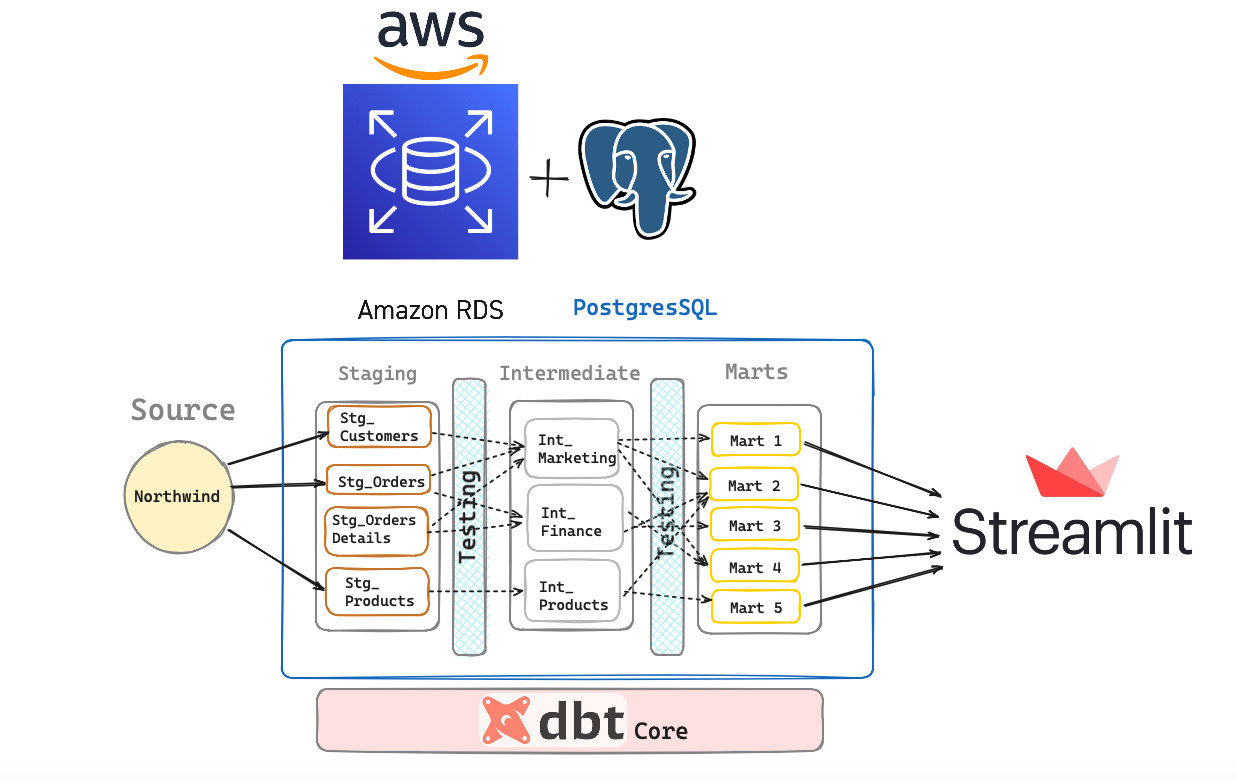 aws
Amazon RDS
PostgresSQL
Source
Northwind
Staging
Stg_
Customers
Stg_Orders
Stg_Orders
Details
Stg_
Products
Testing
Intermediate
Int_
Marketing
Int_
Finance
Int_
Products
Testing
Marts
Mart 1
Mart 2
Mart 3
Mart 4
Mart 5
Streamlit
dbt Core